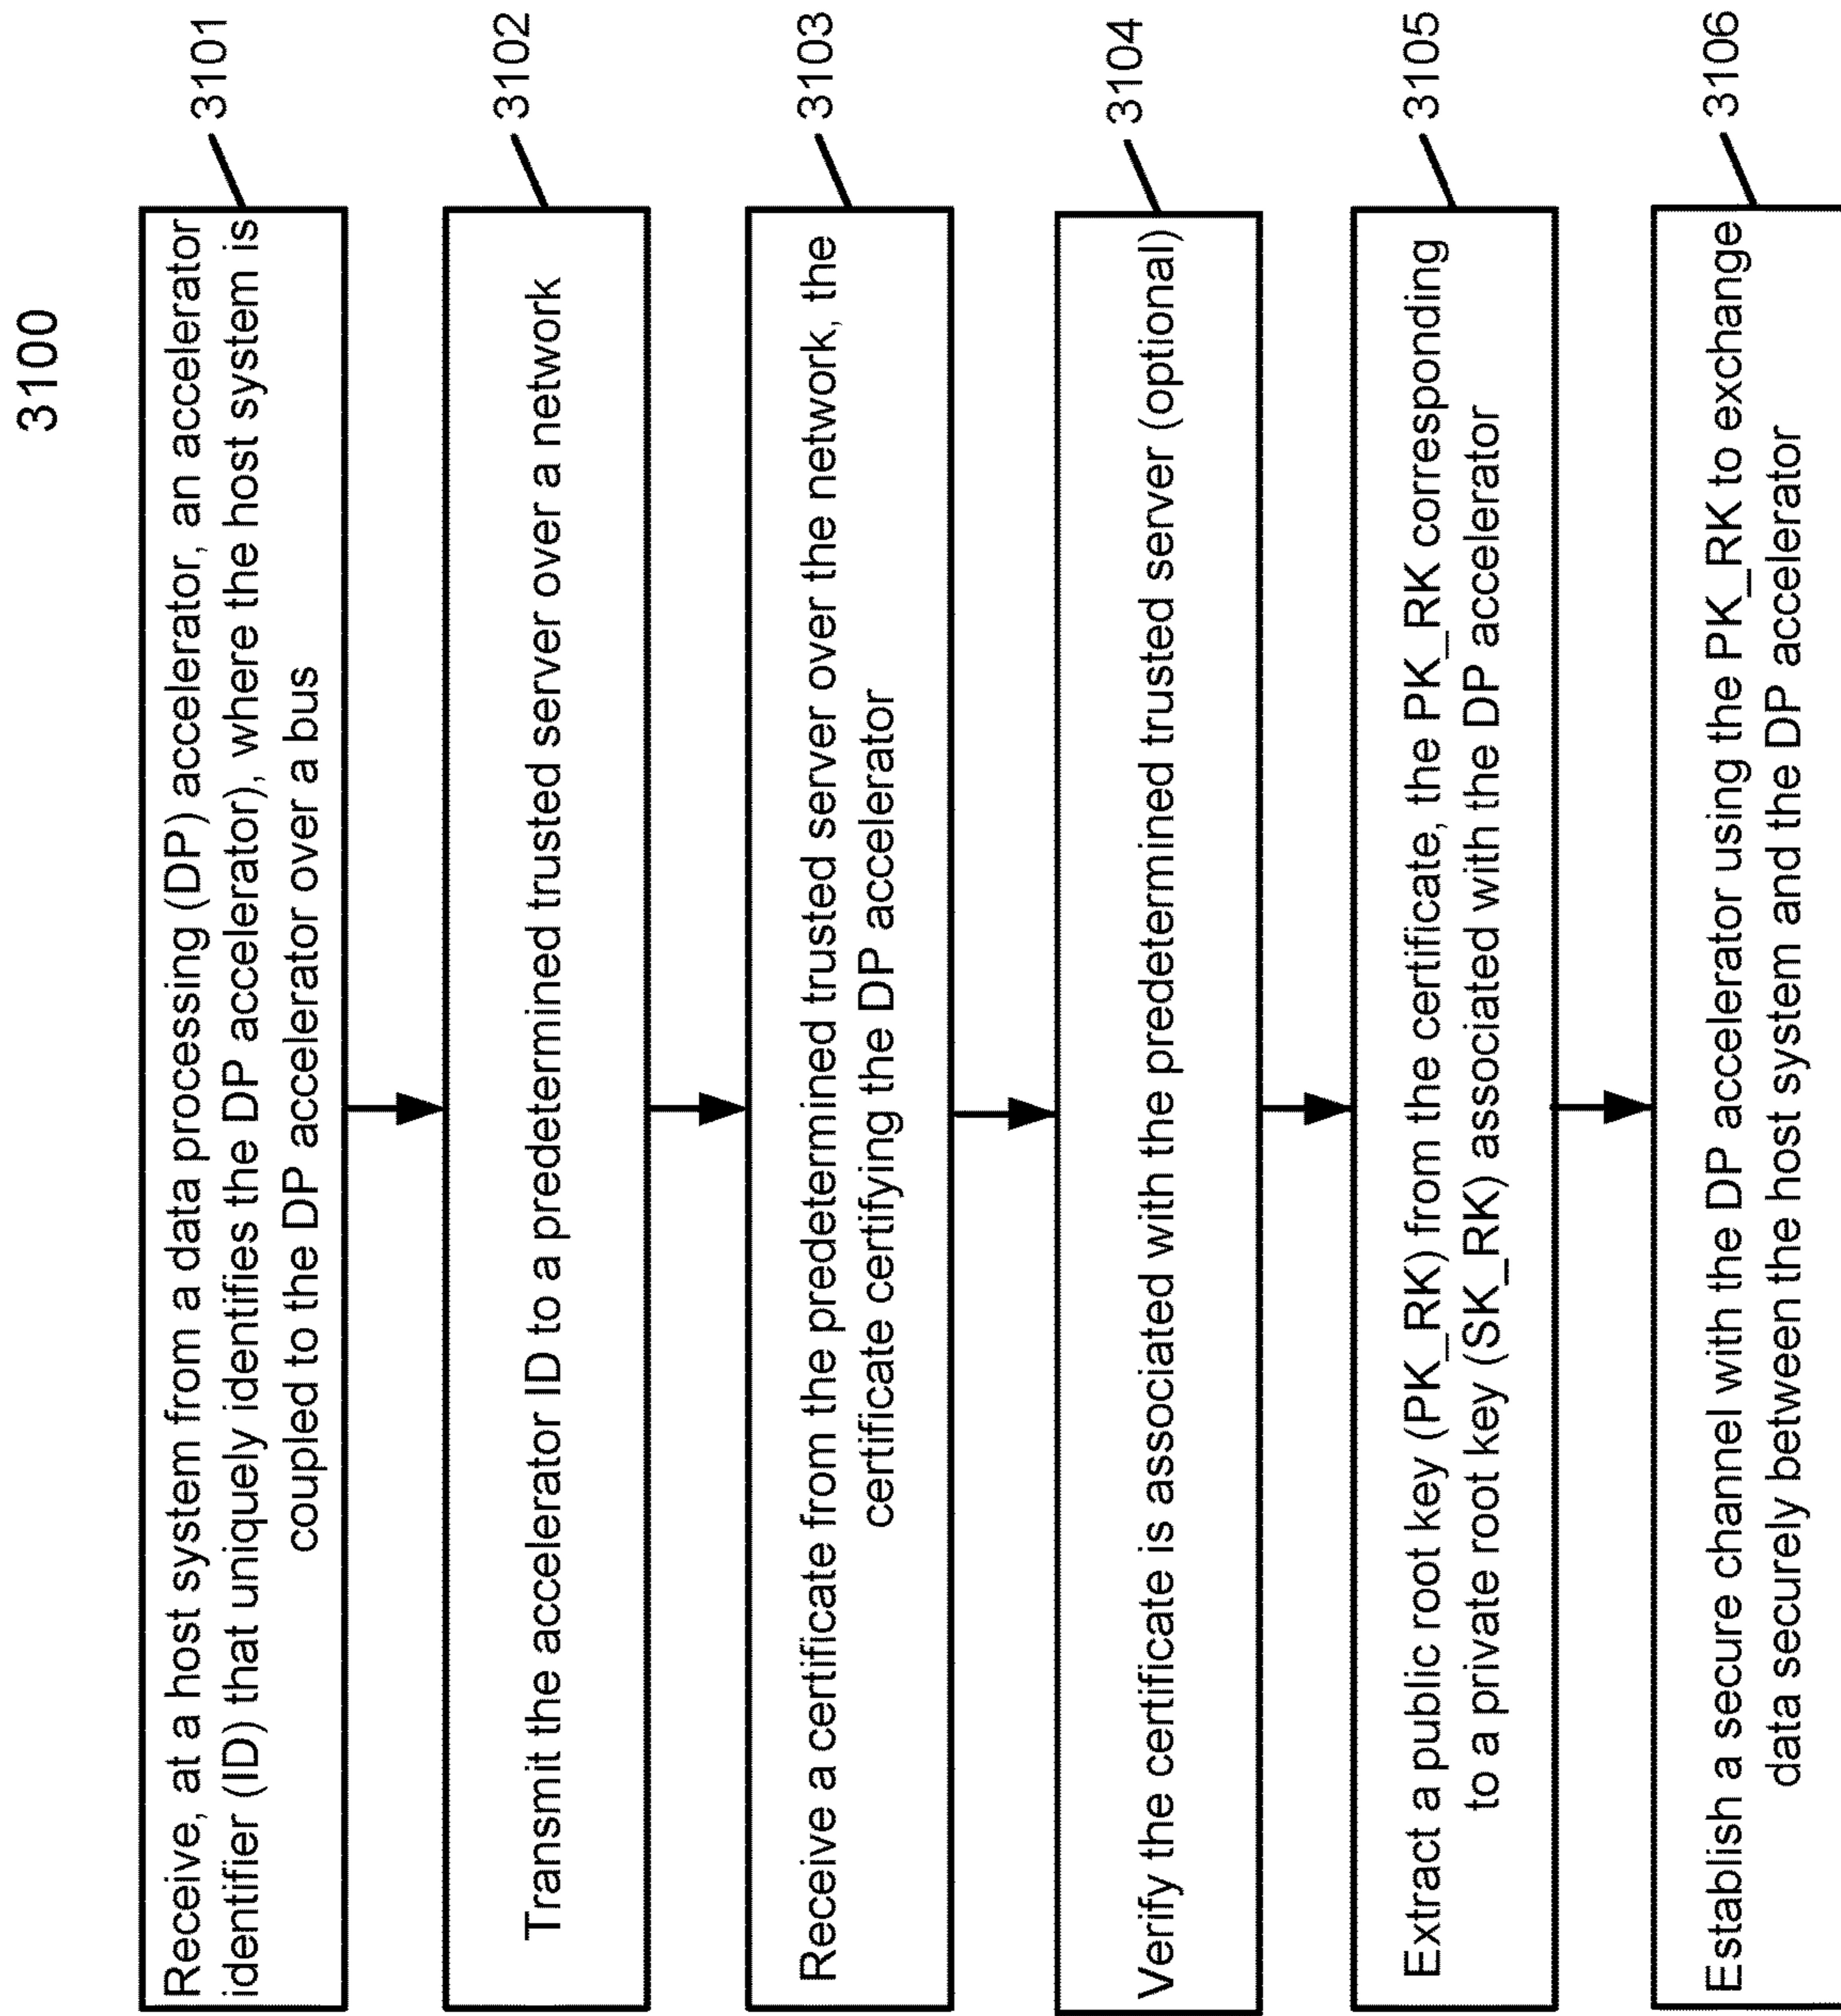 3100
Receive, at a host system from a data processing (DP) accelerator, an accelerator
identifier (ID) that uniquely identifies the DP accelerator), where the host system is
coupled to the DP accelerator over a bus
3101
Transmit the accelerator ID to a predetermined trusted server over a network
3102
Receive a certificate from the predetermined trusted server over the network, the
certificate certifying the DP accelerator
3103
Verify the certificate is associated with the predetermined trusted server (optional)
3104
Extract a public root key (PK_RK) from the certificate, the PK_RK corresponding
to a private root key (SK_RK) associated with the DP accelerator
3105
Establish a secure channel with the DP accelerator using the PK_RK to exchange
data securely between the host system and the DP accelerator
3106